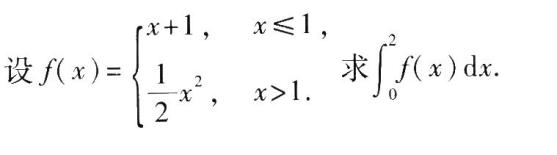 设 f(x) = { x+1, x≤1,
1/2 x², x>1. 求∫₀² f(x)dx.